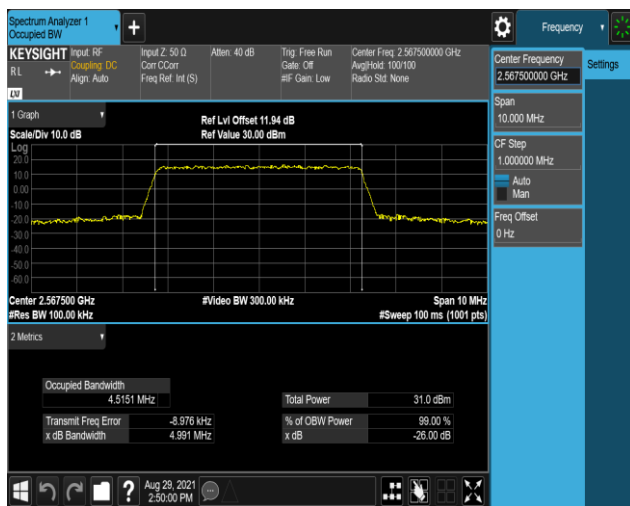 Spectrum Analyzer 1
Occupied BW
Frequency
KEYSIGHT
RL
LXI
Input: RF
Coupling: DC
Align: Auto
Input Z: 50 Ω
Corr CCorr
Freq Ref: Int (S)
Atten: 40 dB
Trig: Free Run
Gate: Off
#IF Gain: Low
Center Freq: 2.567500000 GHz
Avg|Hold: 100/100
Radio Std: None
Center Frequency
2.567500000 GHz
Settings
Span
10.000 MHz
CF Step
1.000000 MHz
Auto
Man
Freq Offset
0 Hz
1 Graph
Scale/Div 10.0 dB
Ref Lvl Offset 11.94 dB
Ref Value 30.00 dBm
Log
20.0
10.0
0.00
-10.0
-20.0
-30.0
-40.0
-50.0
-60.0
Center 2.567500 GHz
#Res BW 100.00 kHz
#Video BW 300.00 kHz
Span 10 MHz
#Sweep 100 ms (1001 pts)
2 Metrics
Occupied Bandwidth
4.5151 MHz
Total Power 31.0 dBm
Transmit Freq Error -8.976 kHz
% of OBW Power 99.00 %
x dB Bandwidth 4.991 MHz
x dB -26.00 dB
Aug 29, 2021
2:50:00 PM